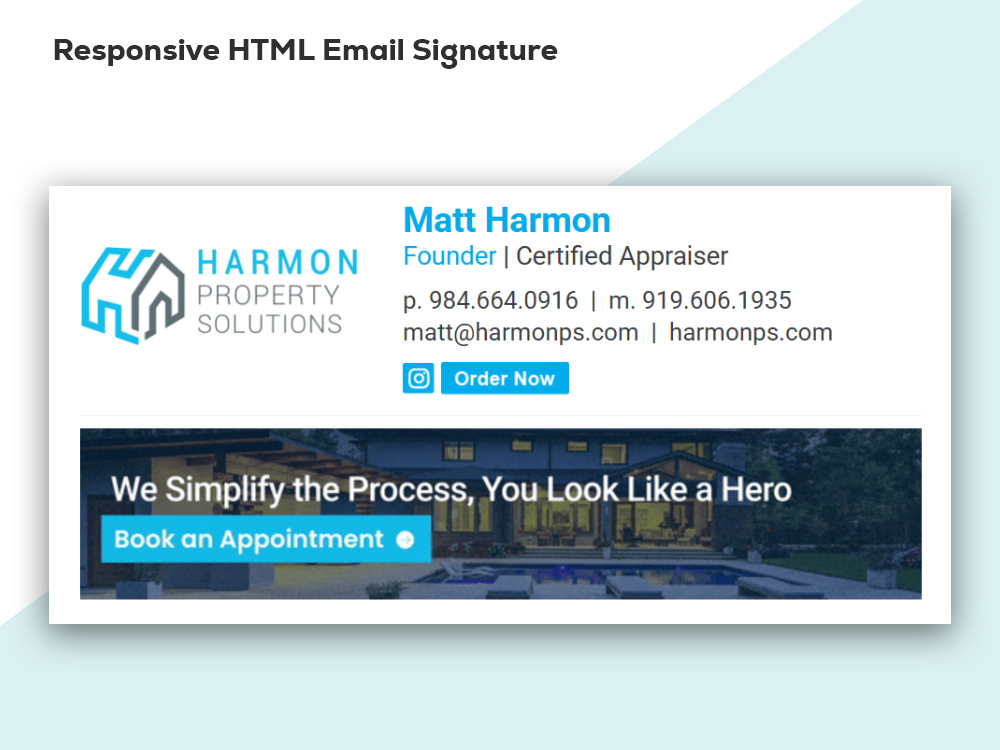 Responsive HTML Email Signature
HARMON
PROPERTY
SOLUTIONS
Matt Harmon
Founder | Certified Appraiser
p. 984.664.0916 | m. 919.606.1935
matt@harmonps.com | harmonps.com
Order Now
We Simplify the Process, You Look Like a Hero
Book an Appointment